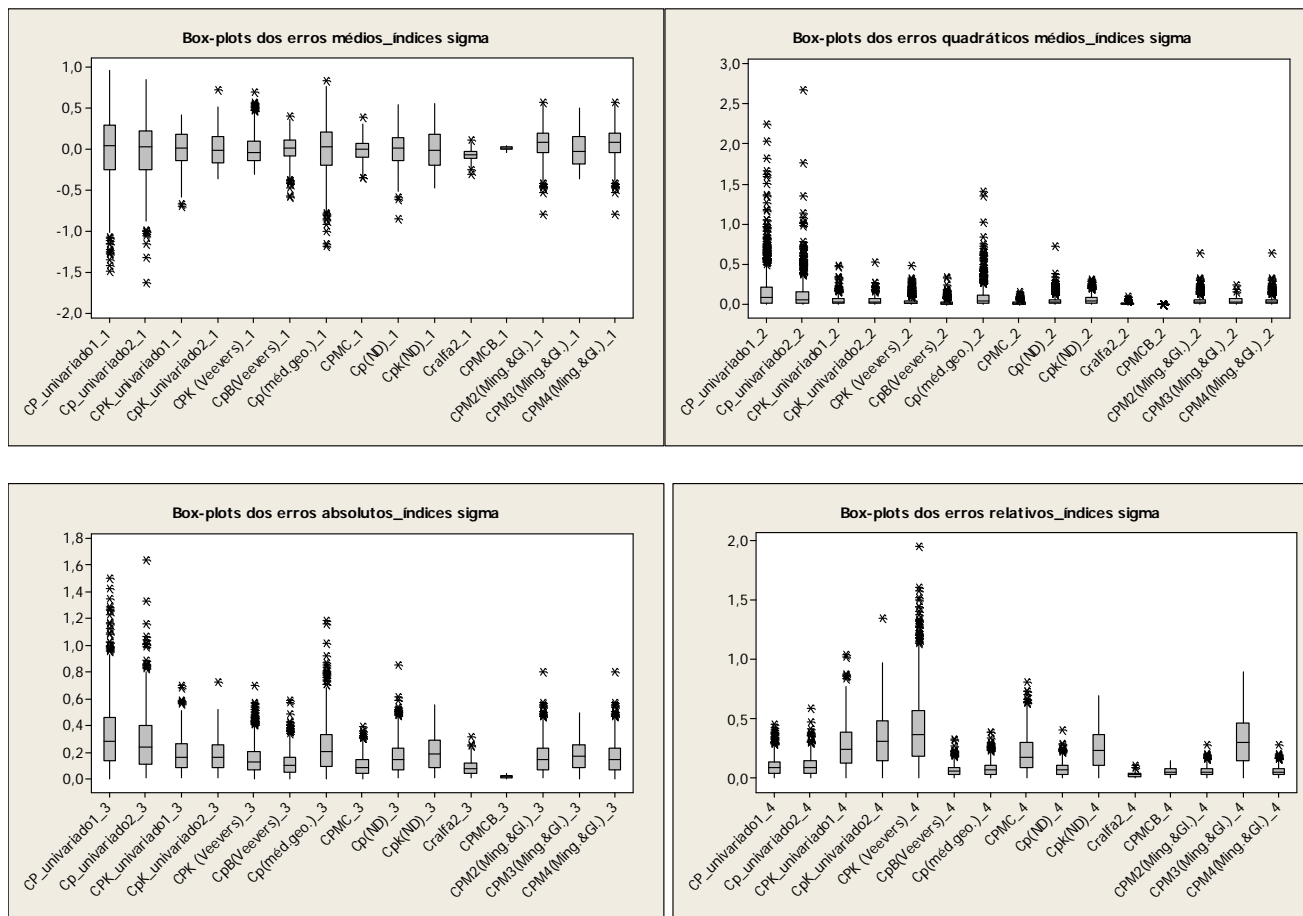 Box-plots dos erros médios_índices sigma
1,0
0,5
0,0
-0,5
-1,0
-1,5
-2,0
CP_univariado1_1
Cp_univariado2_1
CPK_univariado1_1
CpK_univariado2_1
CPK (Veevers)_1
CpB(Veevers)_1
Cp(méd.geo.)_1
CPMC_1
Cp(ND)_1
Cpk(ND)_1
Cralfa2_1
CPMCB_1
CPM2(Ming.&Gl.)_1
CPM3(Ming.&Gl.)_1
CPM4(Ming.&Gl.)_1
Box-plots dos erros quadráticos médios_índices sigma
3,0
2,5
2,0
1,5
1,0
0,5
0,0
CP_univariado1_2
Cp_univariado2_2
CPK_univariado1_2
CpK_univariado2_2
CPK (Veevers)_2
CpB(Veevers)_2
Cp(méd.geo.)_2
CPMC_2
Cp(ND)_2
Cpk(ND)_2
Cralfa2_2
CPMCB_2
CPM2(Ming.&Gl.)_2
CPM3(Ming.&Gl.)_2
CPM4(Ming.&Gl.)_2
Box-plots dos erros absolutos_índices sigma
1,8
1,6
1,4
1,2
1,0
0,8
0,6
0,4
0,2
0,0
CP_univariado1_3
Cp_univariado2_3
CPK_univariado1_3
CpK_univariado2_3
CPK (Veevers)_3
CpB(Veevers)_3
Cp(méd.geo.)_3
CPMC_3
Cp(ND)_3
Cpk(ND)_3
Cralfa2_3
CPMCB_3
CPM2(Ming.&Gl.)_3
CPM3(Ming.&Gl.)_3
CPM4(Ming.&Gl.)_3
Box-plots dos erros relativos_índices sigma
2,0
1,5
1,0
0,5
0,0
CP_univariado1_4
Cp_univariado2_4
CPK_univariado1_4
CpK_univariado2_4
CPK (Veevers)_4
CpB(Veevers)_4
Cp(méd.geo.)_4
CPMC_4
Cp(ND)_4
Cpk(ND)_4
Cralfa2_4
CPMCB_4
CPM2(Ming.&Gl.)_4
CPM3(Ming.&Gl.)_4
CPM4(Ming.&Gl.)_4